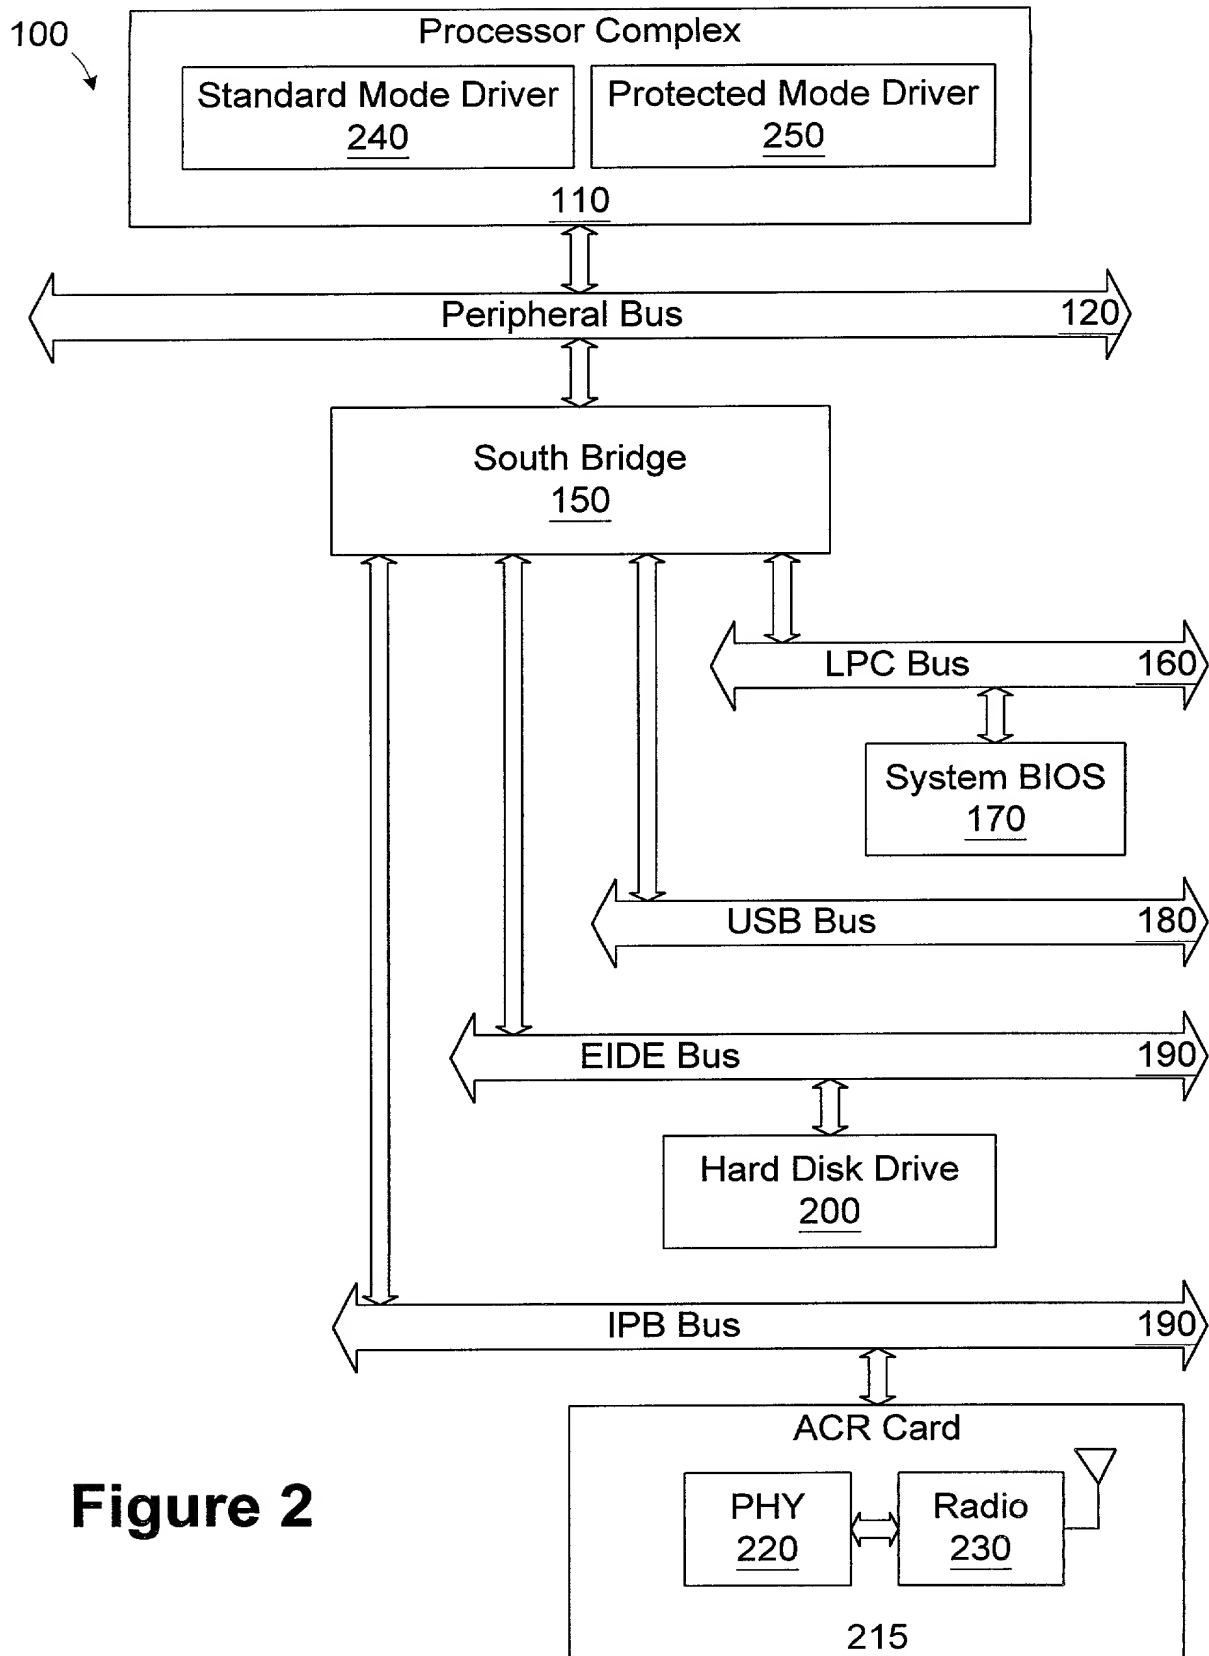 100
Processor Complex
Standard Mode Driver
240
Protected Mode Driver
250
110
Peripheral Bus 120
South Bridge
150
LPC Bus 160
System BIOS
170
USB Bus 180
EIDE Bus 190
Hard Disk Drive
200
IPB Bus 190
ACR Card
PHY
220
Radio
230
215
Figure 2